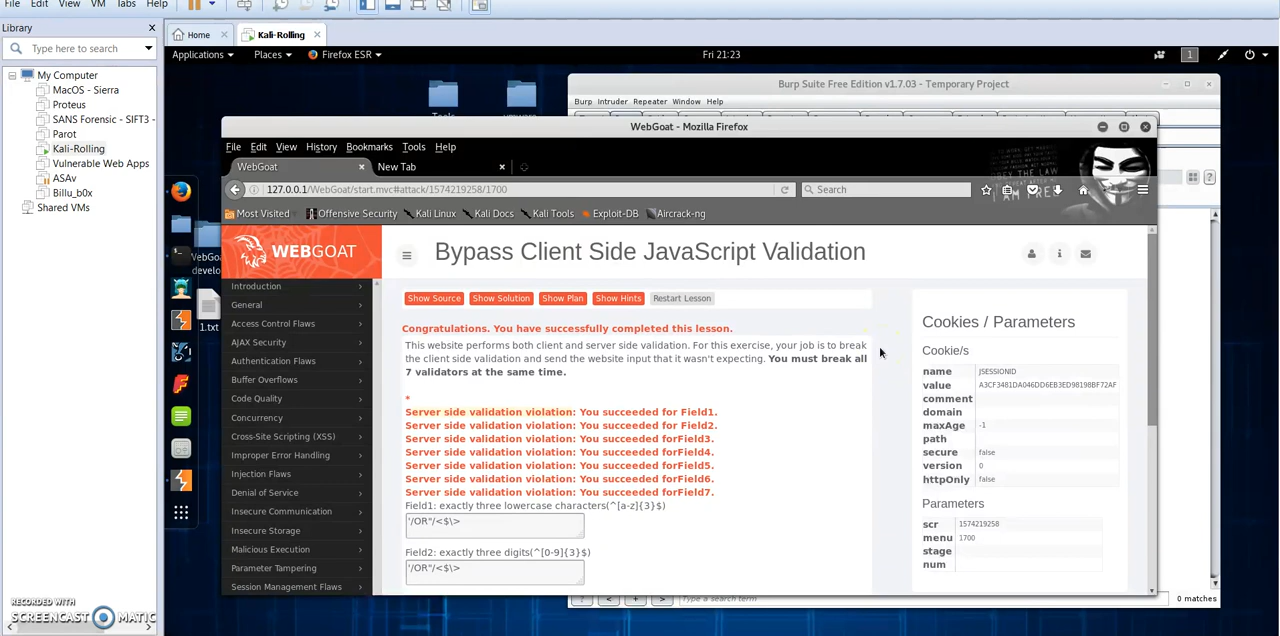 File Edit View VM Tabs Help
Library
Type here to search
My Computer
MacOS - Sierra
Proteus
SANS Forensic - SIFT3 -
Parot
Kali-Rolling
Vulnerable Web Apps
ASAv
Billu_b0x
Shared VMs
Home
Kali-Rolling
Applications Places Firefox ESR
Fri 21:23
1
Burp Suite Free Edition v1.7.03 - Temporary Project
Burp Intruder Repeater Window Help
WebGoat - Mozilla Firefox
File Edit View History Bookmarks Tools Help
WebGoat
New Tab
127.0.0.1/WebGoat/start.mvc#attack/1574219258/1700
Search
Most Visited Offensive Security Kali Linux Kali Docs Kali Tools Exploit-DB Aircrack-ng
WEBGOAT
Introduction
General
Access Control Flaws
AJAX Security
Authentication Flaws
Buffer Overflows
Code Quality
Concurrency
Cross-Site Scripting (XSS)
Improper Error Handling
Injection Flaws
Denial of Service
Insecure Communication
Insecure Storage
Malicious Execution
Parameter Tampering
Session Management Flaws
Bypass Client Side JavaScript Validation
Show Source Show Solution Show Plan Show Hints Restart Lesson
Congratulations. You have successfully completed this lesson.
This website performs both client and server side validation. For this exercise, your job is to break
the client side validation and send the website input that it wasn't expecting. You must break all
7 validators at the same time.
*
Server side validation violation: You succeeded for Field1.
Server side validation violation: You succeeded for Field2.
Server side validation violation: You succeeded forField3.
Server side validation violation: You succeeded forField4.
Server side validation violation: You succeeded forField5.
Server side validation violation: You succeeded forField6.
Server side validation violation: You succeeded forField7.
Field1: exactly three lowercase characters(^[a-z]{3}$)
'/OR"/<$\>
Field2: exactly three digits(^[0-9]{3}$)
'/OR"/<$\>
Cookies / Parameters
Cookie/s
name JSESSIONID
value A3CF3481DA046DD6EB3ED98198BF72AF
comment
domain
maxAge -1
path
secure false
version 0
httpOnly false
Parameters
scr 1574219258
menu 1700
stage
num
WebGo
develo
1.txt
Type a search term
0 matches
RECORDED WITH
SCREENCAST MATIC